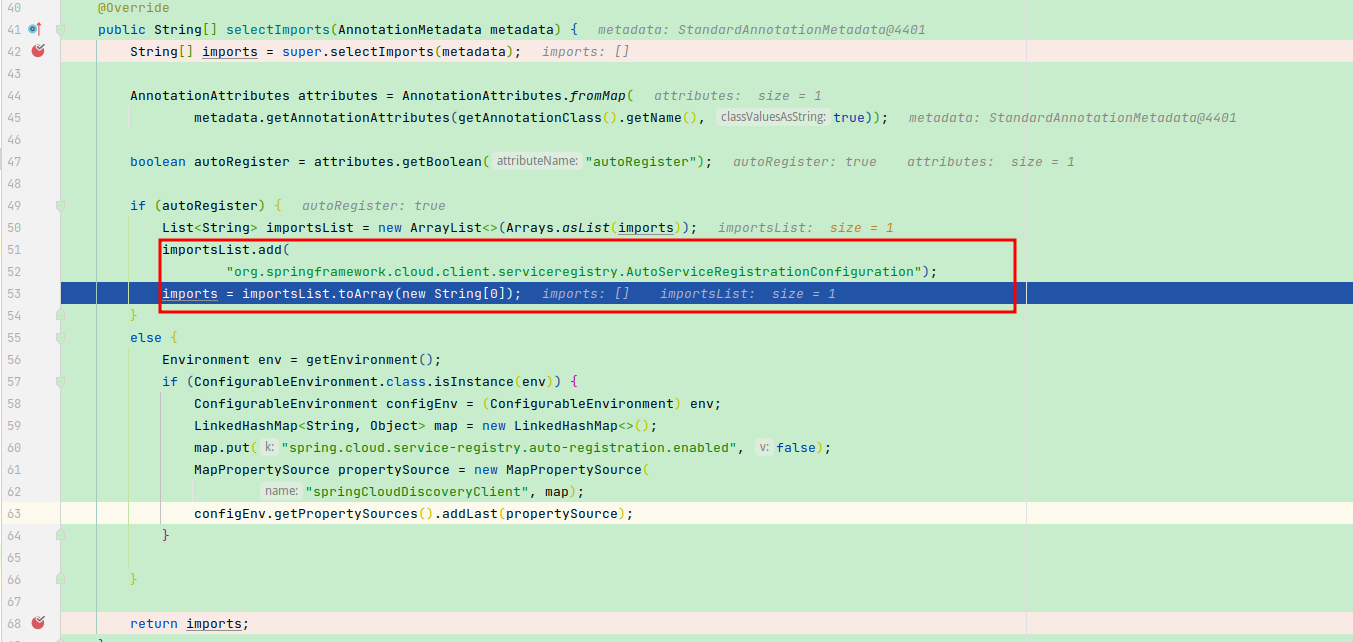 40 @Override
41 public String[] selectImports(AnnotationMetadata metadata) { metadata: StandardAnnotationMetadata@4401
42 String[] imports = super.selectImports(metadata); imports: []
43
44 AnnotationAttributes attributes = AnnotationAttributes.fromMap( attributes: size = 1
45 metadata.getAnnotationAttributes(getAnnotationClass().getName(), classValuesAsString: true)); metadata: StandardAnnotationMetadata@4401
46
47 boolean autoRegister = attributes.getBoolean( attributeName: "autoRegister"); autoRegister: true attributes: size = 1
48
49 if (autoRegister) { autoRegister: true
50 List<String> importsList = new ArrayList<>(Arrays.asList(imports)); importsList: size = 1
51 importsList.add(
52 "org.springframework.cloud.client.serviceregistry.AutoServiceRegistrationConfiguration");
53 imports = importsList.toArray(new String[0]); imports: [] importsList: size = 1
54 }
55 else {
56 Environment env = getEnvironment();
57 if (ConfigurableEnvironment.class.isInstance(env)) {
58 ConfigurableEnvironment configEnv = (ConfigurableEnvironment) env;
59 LinkedHashMap<String, Object> map = new LinkedHashMap<>();
60 map.put( k: "spring.cloud.service-registry.auto-registration.enabled", v: false);
61 MapPropertySource propertySource = new MapPropertySource(
62 name: "springCloudDiscoveryClient", map);
63 configEnv.getPropertySources().addLast(propertySource);
64 }
65
66 }
67
68 return imports;